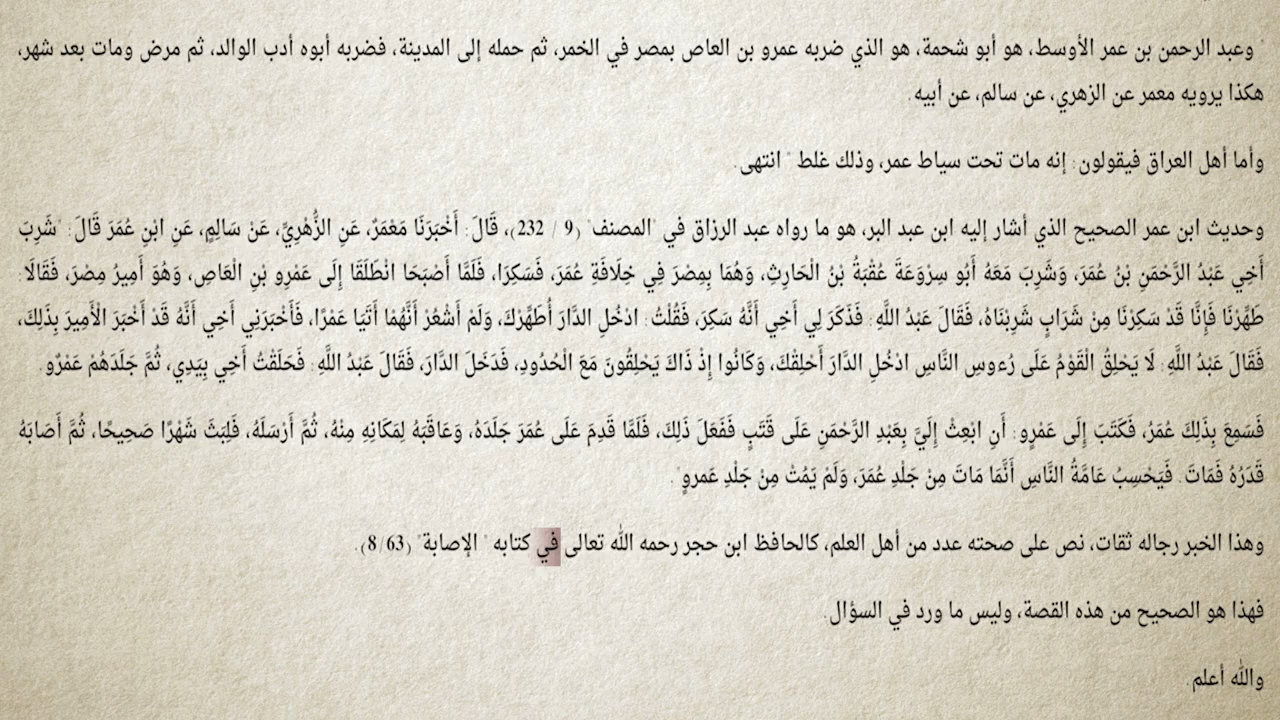 " وعبد الرحمن بن عمر الأوسط، هو أبو شحمة، هو الذي ضربه عمرو بن العاص بمصر في الخمر، ثم حمله إلى المدينة، فضربه أبوه أدب الوالد، ثم مرض ومات بعد شهر،
هكذا يرويه معمر عن الزهري، عن سالم، عن أبيه.
وأما أهل العراق فيقولون: إنه مات تحت سياط عمر، وذلك غلط " انتهى.
وحديث ابن عمر الصحيح الذي أشار إليه ابن عبد البر، هو ما رواه عبد الرزاق في "المصنف" (9 / 232)، قَالَ: أَخْبَرَنَا مَعْمَرٌ، عَنِ الزُّهْرِيِّ، عَنْ سَالِمٍ، عَنِ ابْنِ عُمَرَ قَالَ: "شَرِبَ
أَخِي عَبْدُ الرَّحْمَنِ بْنُ عُمَرَ، وَشَرِبَ مَعَهُ أَبُو سِرْوَعَةَ عُقْبَةُ بْنُ الْحَارِثِ، وَهُمَا بِمِصْرَ فِي خِلَافَةِ عُمَرَ، فَسَكِرَا، فَلَمَّا أَصْبَحَا انْطَلَقَا إِلَى عَمْرِو بْنِ الْعَاصِ، وَهُوَ أَمِيرُ مِصْرَ، فَقَالَا:
طَهِّرْنَا فَإِنَّا قَدْ سَكِرْنَا مِنْ شَرَابٍ شَرِبْنَاهُ، فَقَالَ عَبْدُ اللَّهِ: فَذَكَرَ لِي أَخِي أَنَّهُ سَكِرَ، فَقُلْتُ: ادْخُلِ الدَّارَ أُطَهِّرْكَ، وَلَمْ أَشْعُرْ أَنَّهُمَا أَتَيَا عَمْرًا، فَأَخْبَرَنِي أَخِي أَنَّهُ قَدْ أَخْبَرَ الْأَمِيرَ بِذَلِكَ،
فَقَالَ عَبْدُ اللَّهِ: لَا يَحْلِقُ الْقَوْمُ عَلَى رُءوسِ النَّاسِ ادْخُلِ الدَّارَ أَحْلِقْكَ، وَكَانُوا إِذْ ذَاكَ يَحْلِقُونَ مَعَ الْحُدُودِ، فَدَخَلَ الدَّارَ، فَقَالَ عَبْدُ اللَّهِ: فَحَلَقْتُ أَخِي بِيَدِي، ثُمَّ جَلَدَهُمْ عَمْرٌو.
فَسَمِعَ بِذَلِكَ عُمَرُ، فَكَتَبَ إِلَى عَمْرٍو: أَنِ ابْعِثْ إِلَيَّ بِعَبْدِ الرَّحْمَنِ عَلَى قَتَبٍ فَفَعَلَ ذَلِكَ، فَلَمَّا قَدِمَ عَلَى عُمَرَ جَلَدَهُ، وَعَاقَبَهُ لِمَكَانِهِ مِنْهُ، ثُمَّ أَرْسَلَهُ، فَلَبِثَ شَهْرًا صَحِيحًا، ثُمَّ أَصَابَهُ
قَدَرُهُ فَمَاتَ. فَيَحْسِبُ عَامَّةُ النَّاسِ أَنَّمَا مَاتَ مِنْ جَلْدِ عُمَرَ، وَلَمْ يَمُتْ مِنْ جَلْدِ عَمرٍو".
وهذا الخبر رجاله ثقات، نص على صحته عدد من أهل العلم، كالحافظ ابن حجر رحمه الله تعالى في كتابه " الإصابة" (8/63).
فهذا هو الصحيح من هذه القصة، وليس ما ورد في السؤال.
والله أعلم.